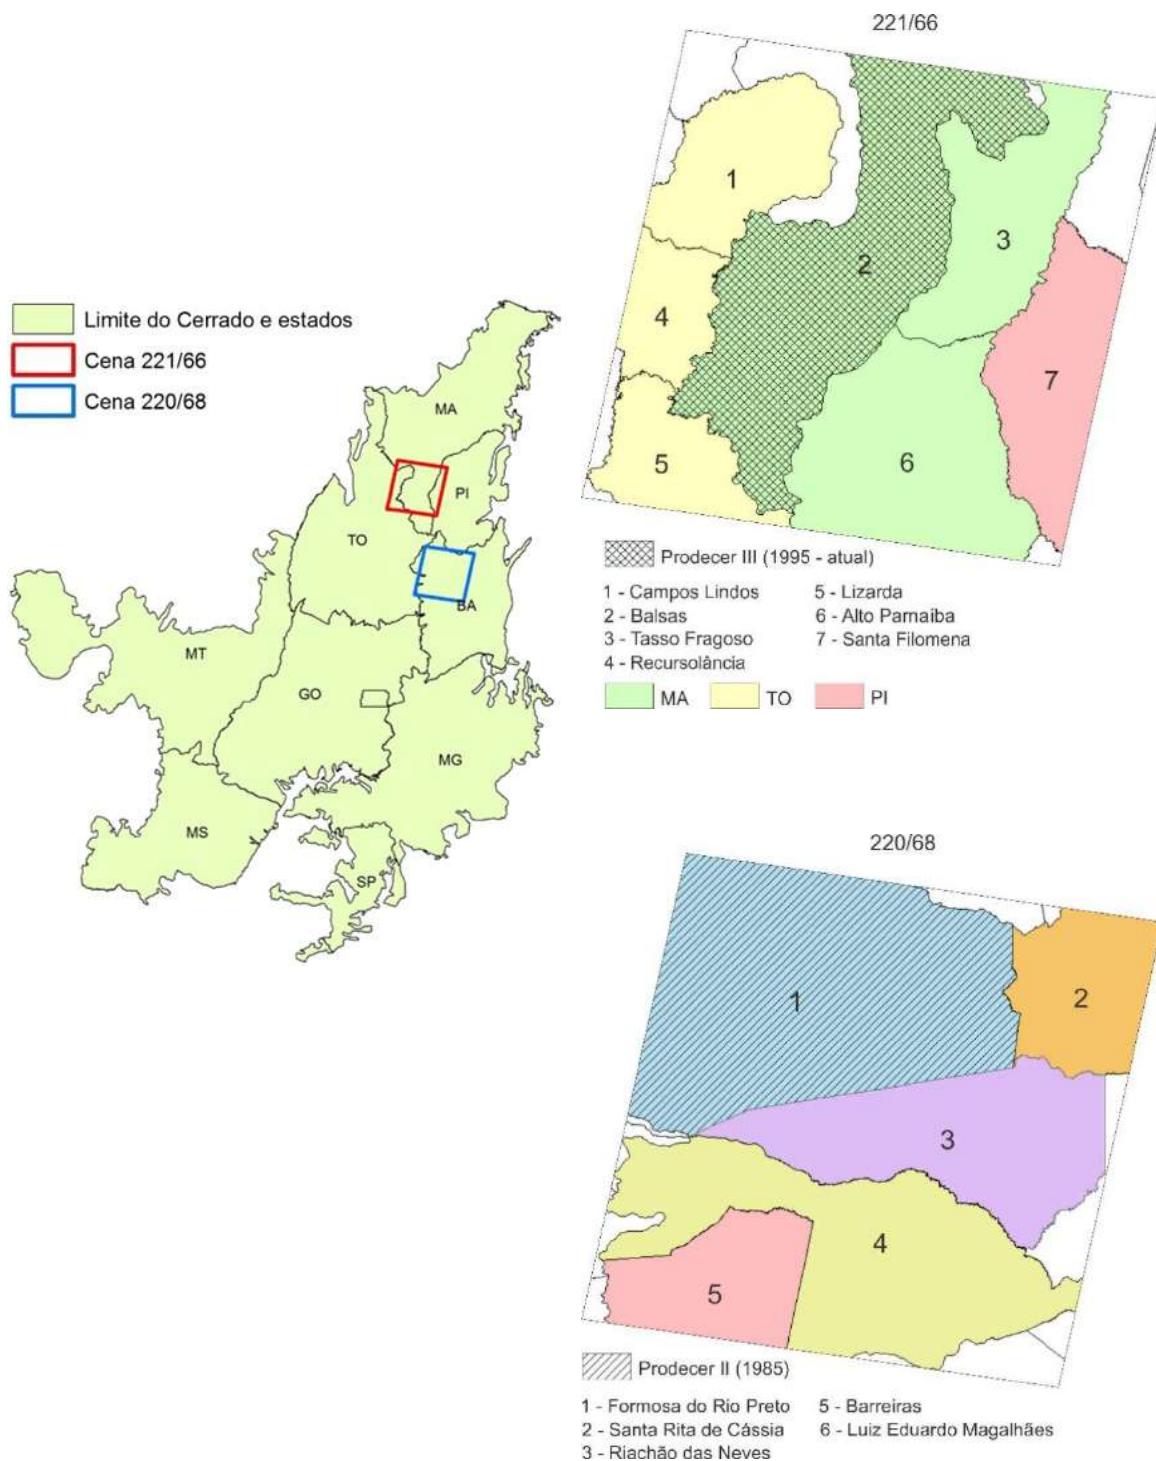 221/66
1
2
3
4
5
6
7
Limite do Cerrado e estados
Cena 221/66
Cena 220/68
MA
PI
TO
BA
MT
GO
MG
MS
SP
Prodecer III (1995 - atual)
1 - Campos Lindos
2 - Balsas
3 - Tasso Fragoso
4 - Recursolância
5 - Lizarda
6 - Alto Parnaíba
7 - Santa Filomena
MA TO PI
220/68
1
2
3
4
5
Prodecer II (1985)
1 - Formosa do Rio Preto
2 - Santa Rita de Cássia
3 - Riachão das Neves
5 - Barreiras
6 - Luiz Eduardo Magalhães